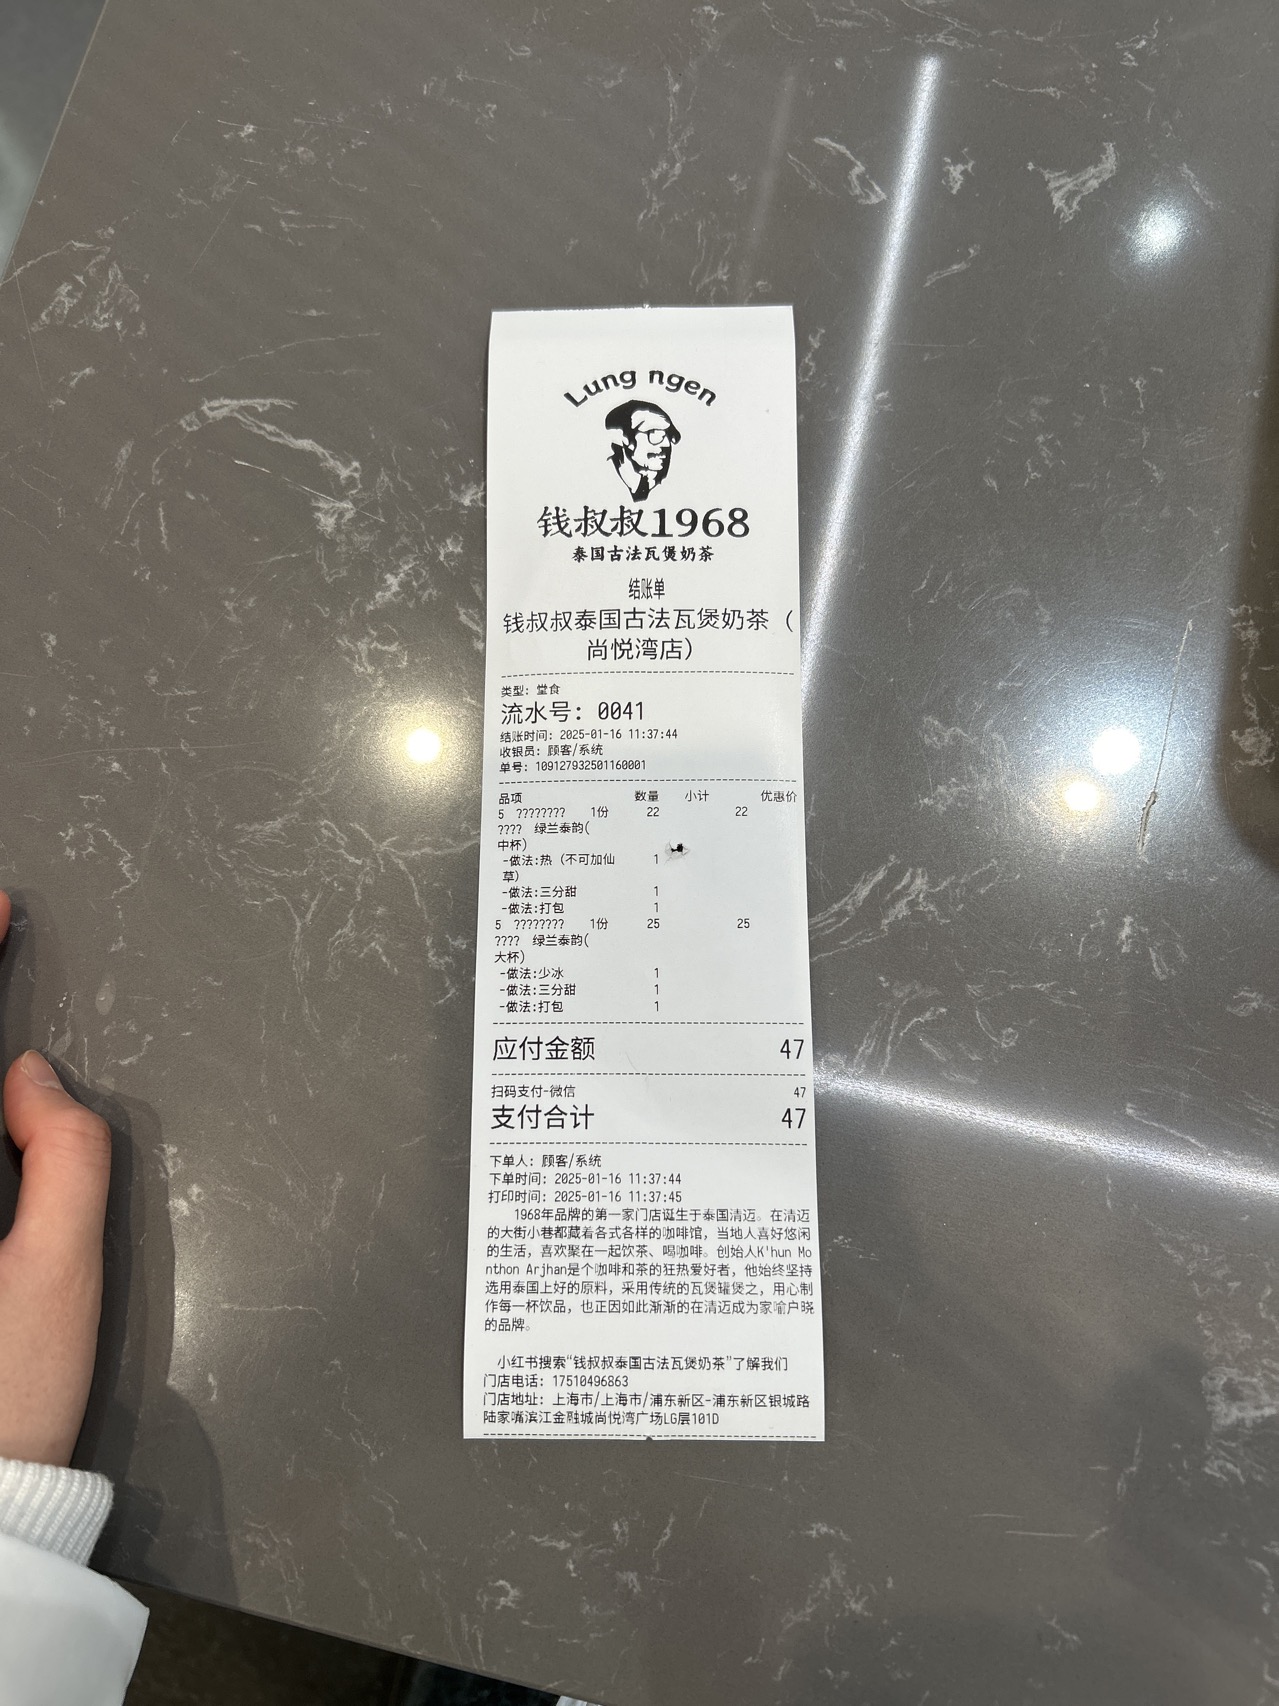 Lung ngen
钱叔叔1968
泰国古法瓦煲奶茶
结账单
钱叔叔泰国古法瓦煲奶茶（
尚悦湾店）
类型: 堂食
流水号: 0041
结账时间: 2025-01-16 11:37:44
收银员: 顾客/系统
单号: 109127932501160001
品项 数量 小计 优惠价
5 ???????? 1份 22 22
???? 绿兰泰韵(
中杯)
-做法:热（不可加仙 1
草）
-做法:三分甜 1
-做法:打包 1
5 ???????? 1份 25 25
???? 绿兰泰韵(
大杯)
-做法:少冰 1
-做法:三分甜 1
-做法:打包 1
应付金额 47
扫码支付-微信 47
支付合计 47
下单人: 顾客/系统
下单时间: 2025-01-16 11:37:44
打印时间: 2025-01-16 11:37:45
1968年品牌的第一家门店诞生于泰国清迈。在清迈
的大街小巷都藏着各式各样的咖啡馆，当地人喜好悠闲
的生活，喜欢聚在一起饮茶、喝咖啡。创始人K'hun Mo
nthon Arjhan是个咖啡和茶的狂热爱好者，他始终坚持
选用泰国上好的原料，采用传统的瓦煲罐煲之，用心制
作每一杯饮品，也正因如此渐渐的在清迈成为家喻户晓
的品牌。
小红书搜索“钱叔叔泰国古法瓦煲奶茶”了解我们
门店电话: 17510496863
门店地址: 上海市/上海市/浦东新区-浦东新区银城路
陆家嘴滨江金融城尚悦湾广场LG层101D